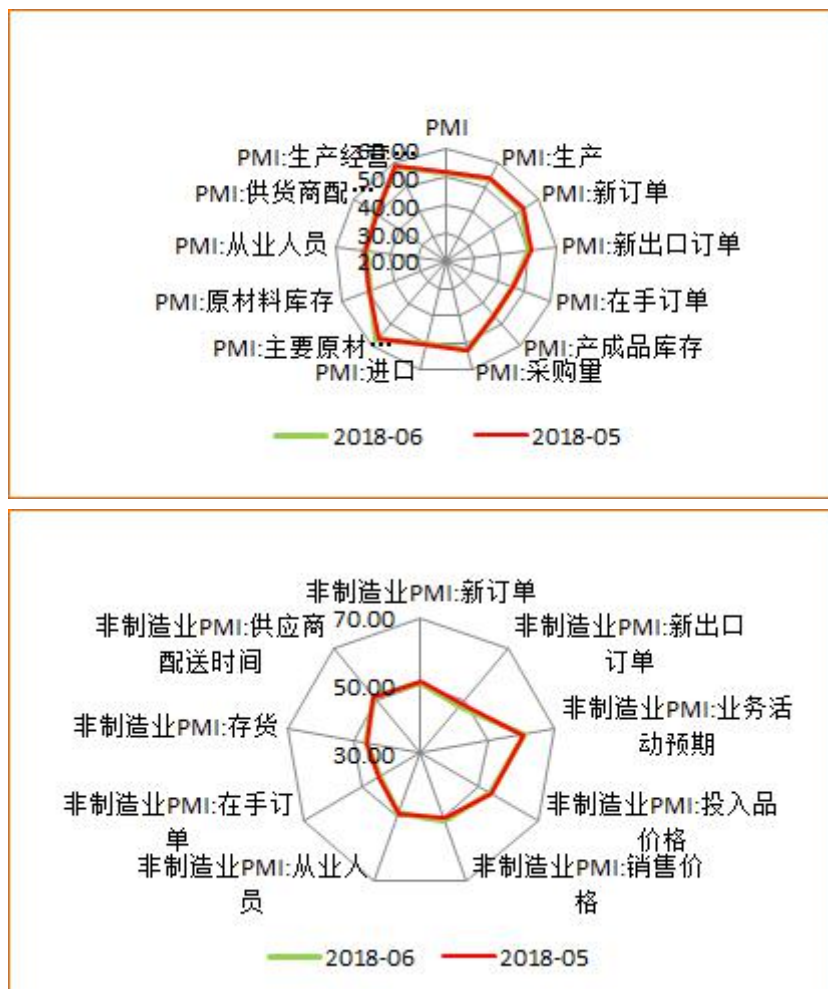 PMI
PMI:生产经营…
60.00
PMI:生产
50.00
PMI:供货商配…
PMI:新订单
40.00
PMI:从业人员
30.00
PMI:新出口订单
20.00
PMI:原材料库存
PMI:在手订单
PMI:主要原材…
PMI:产成品库存
PMI:进口
PMI:采购量
2018-06
2018-05
非制造业PMI:新订单
70.00
非制造业PMI:供应商
配送时间
非制造业PMI:新出口
订单
50.00
非制造业PMI:存货
非制造业PMI:业务活
动预期
30.00
非制造业PMI:在手订
单
非制造业PMI:投入品
价格
非制造业PMI:从业人
员
非制造业PMI:销售价
格
2018-06
2018-05